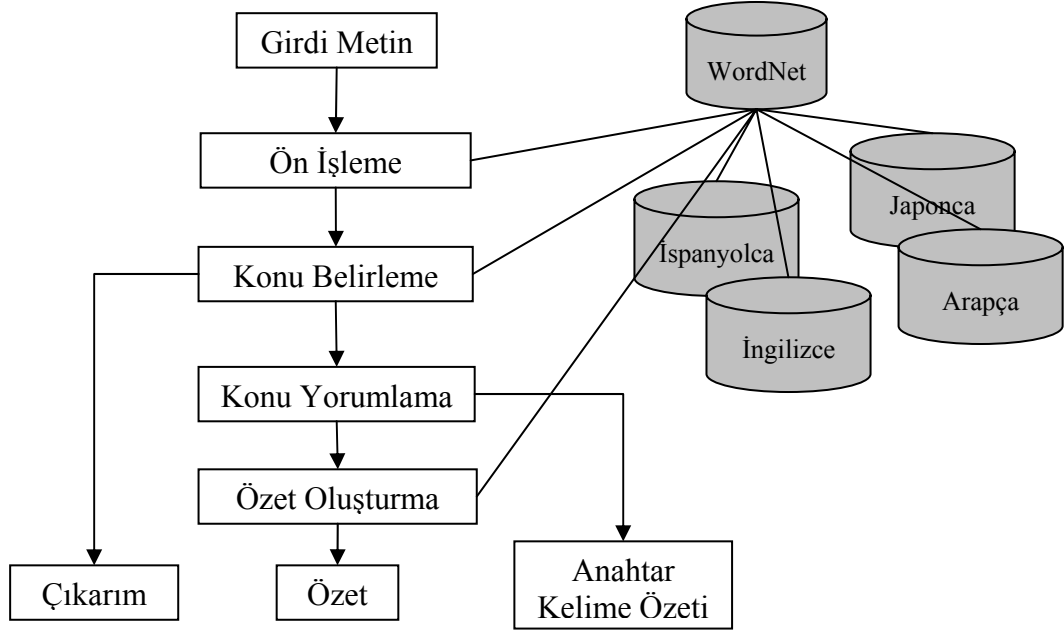 Girdi Metin
WordNet
Ön İşleme
Japonca
İspanyolca
Konu Belirleme
Arapça
İngilizce
Konu Yorumlama
Özet Oluşturma
Çıkarım
Özet
Anahtar
Kelime Özeti